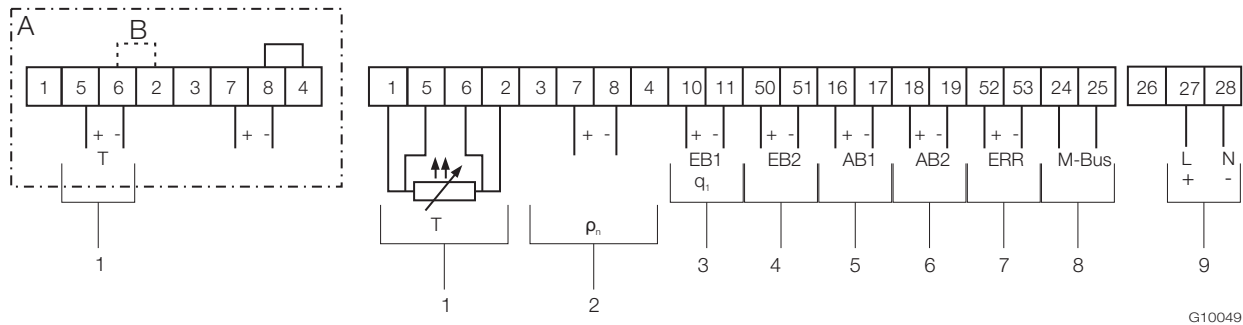 A
B
1 5 6 2 3 7 8 4
+ - + -
T
1
1 5 6 2 3 7 8 4 10 11 50 51 16 17 18 19 52 53 24 25 26 27 28
+ - + - + - + - + - + -
EB1 EB2 AB1 AB2 ERR M-Bus L N
q₁ + -
T ρₙ
1 2 3 4 5 6 7 8 9
G10049